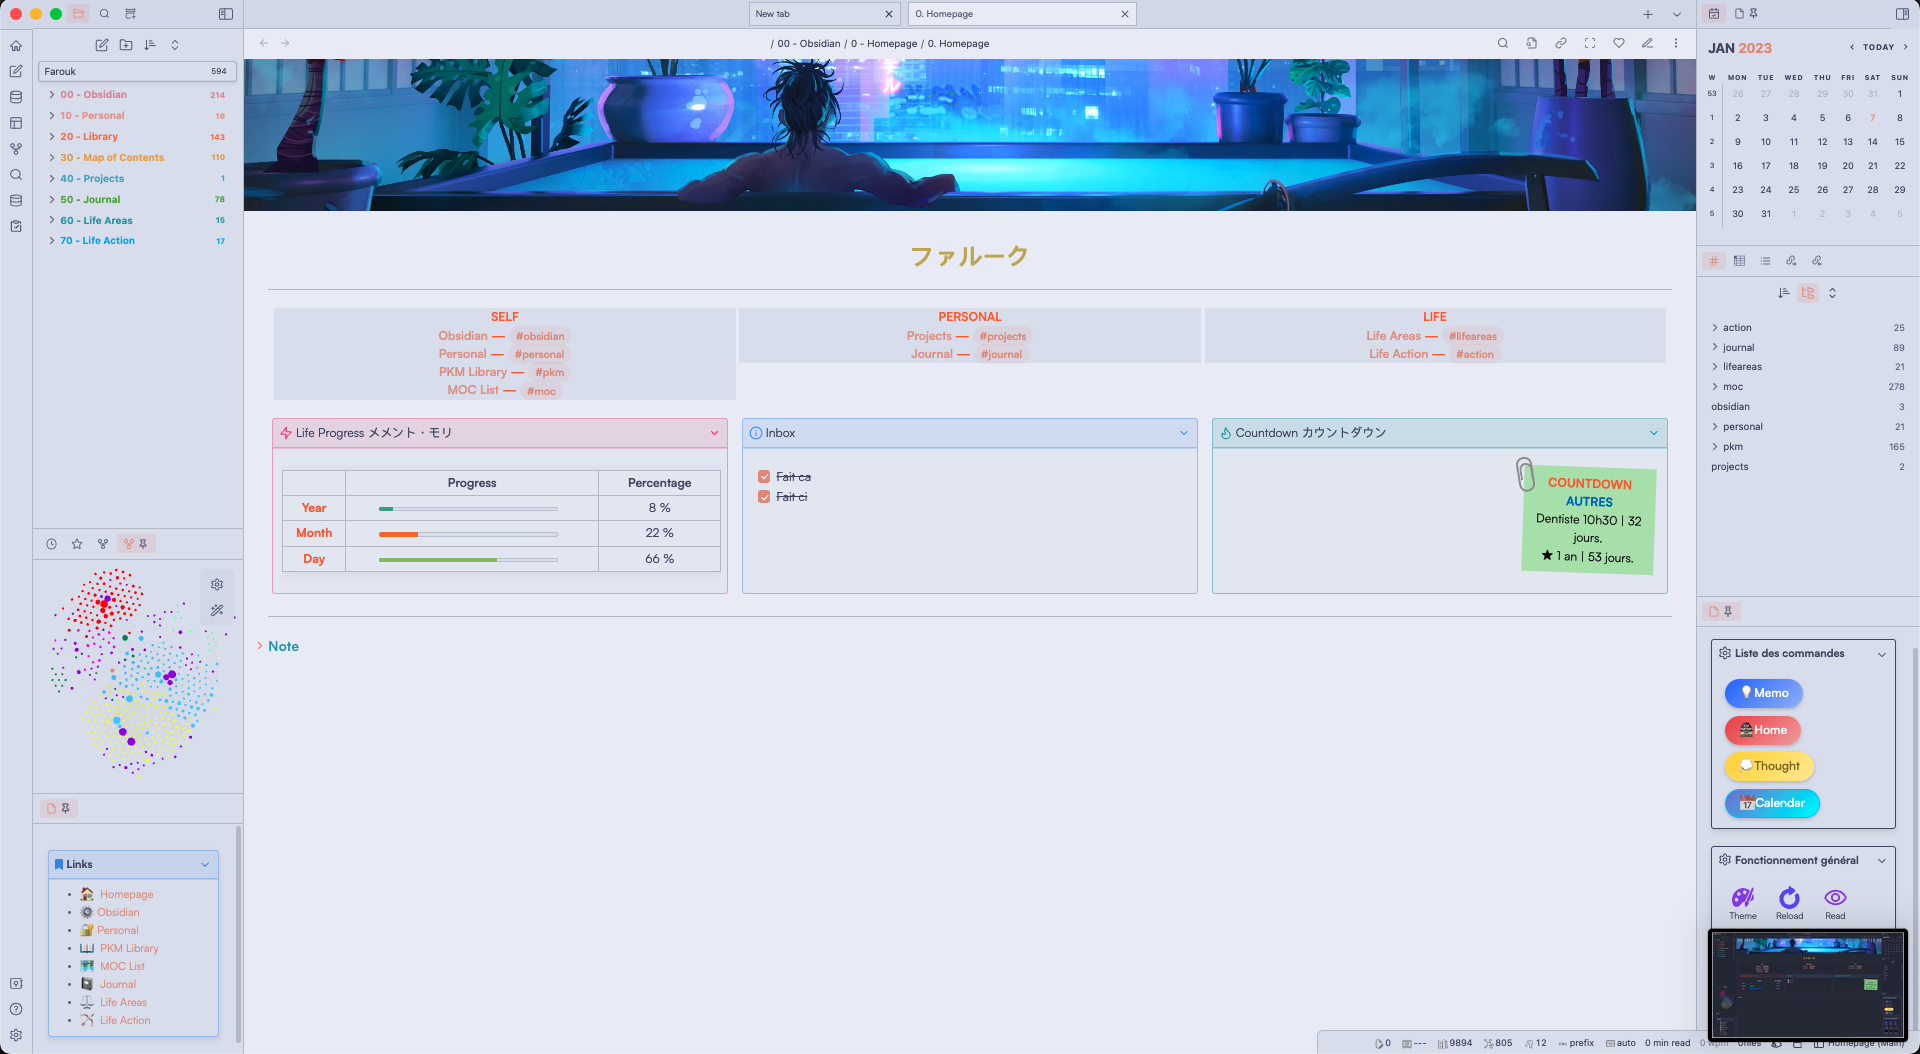 New tab
0. Homepage
/ 00 - Obsidian / 0 - Homepage / 0. Homepage
Farouk 594
00 - Obsidian 214
10 - Personal 16
20 - Library 143
30 - Map of Contents 110
40 - Projects 1
50 - Journal 78
60 - Life Areas 15
70 - Life Action 17
Links
Homepage
Obsidian
Personal
PKM Library
MOC List
Journal
Life Areas
Life Action
ル
ファルーク
SELF
Obsidian — #obsidian
Personal — #personal
PKM Library — #pkm
MOC List — #moc
PERSONAL
Projects — #projects
Journal — #journal
LIFE
Life Areas — #lifeareas
Life Action — #action
Life Progress メメント・モリ
Progress Percentage
Year 8 %
Month 22 %
Day 66 %
Inbox
Fait ca
Fait ci
Countdown カウントダウン
COUNTDOWN
AUTRES
Dentiste 10h30 | 32
jours.
★ 1 an | 53 jours.
Note
JAN 2023 TODAY
W MON TUE WED THU FRI SAT SUN
53 26 27 28 29 30 31 1
1 2 3 4 5 6 7 8
2 9 10 11 12 13 14 15
3 16 17 18 19 20 21 22
4 23 24 25 26 27 28 29
5 30 31 1 2 3 4 5
action 25
journal 89
lifeareas 21
moc 278
obsidian 3
personal 21
pkm 165
projects 2
Liste des commandes
Memo
Home
Thought
Calendar
Fonctionnement général
Theme Reload Read
0 --- 9894 805 12 prefix auto 0 min read